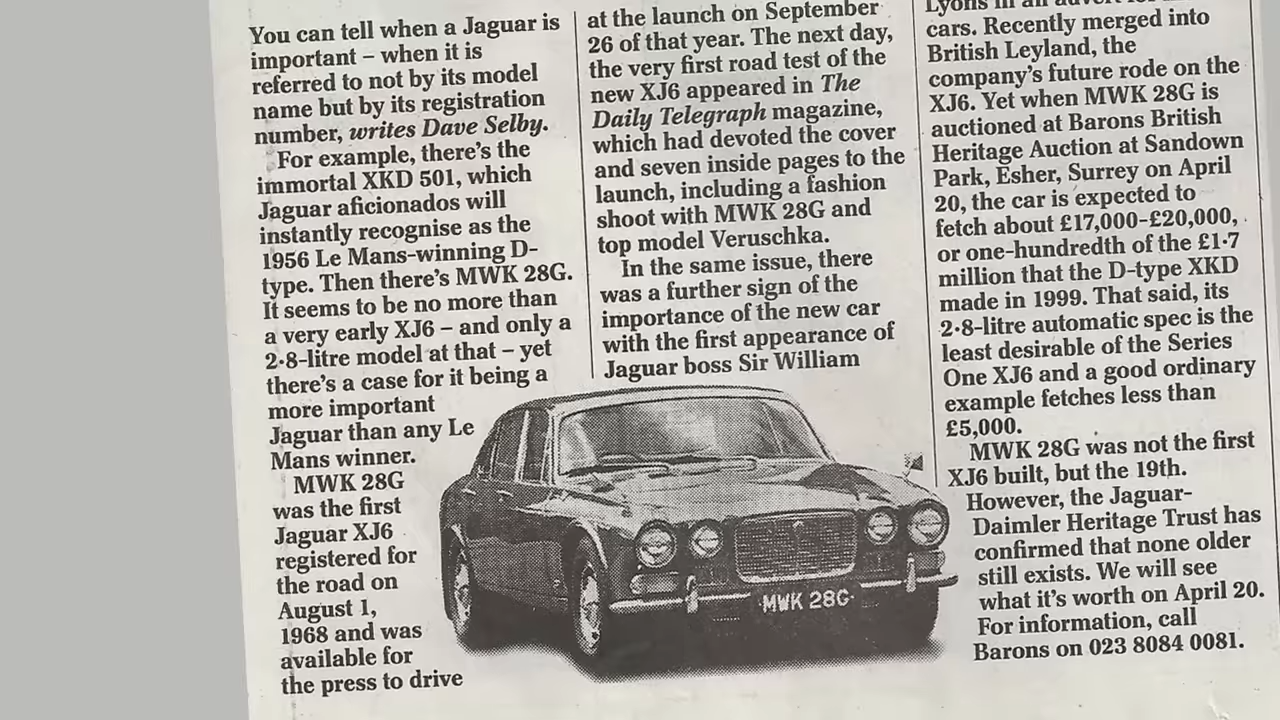 You can tell when a Jaguar is
important – when it is
referred to not by its model
name but by its registration
number, writes Dave Selby.
For example, there's the
immortal XKD 501, which
Jaguar aficionados will
instantly recognise as the
1956 Le Mans-winning D-
type. Then there's MWK 28G.
It seems to be no more than
a very early XJ6 – and only a
2·8-litre model at that – yet
there's a case for it being a
more important
Jaguar than any Le
Mans winner.
MWK 28G
was the first
Jaguar XJ6
registered for
the road on
August 1,
1968 and was
available for
the press to drive
at the launch on September
26 of that year. The next day,
the very first road test of the
new XJ6 appeared in The
Daily Telegraph magazine,
which had devoted the cover
and seven inside pages to the
launch, including a fashion
shoot with MWK 28G and
top model Veruschka.
In the same issue, there
was a further sign of the
importance of the new car
with the first appearance of
Jaguar boss Sir William
Lyons in an advert for his
cars. Recently merged into
British Leyland, the
company's future rode on the
XJ6. Yet when MWK 28G is
auctioned at Barons British
Heritage Auction at Sandown
Park, Esher, Surrey on April
20, the car is expected to
fetch about £17,000-£20,000,
or one-hundredth of the £1·7
million that the D-type XKD
made in 1999. That said, its
2·8-litre automatic spec is the
least desirable of the Series
One XJ6 and a good ordinary
example fetches less than
£5,000.
MWK 28G was not the first
XJ6 built, but the 19th.
However, the Jaguar-
Daimler Heritage Trust has
confirmed that none older
still exists. We will see
what it's worth on April 20.
For information, call
Barons on 023 8084 0081.
MWK 28G